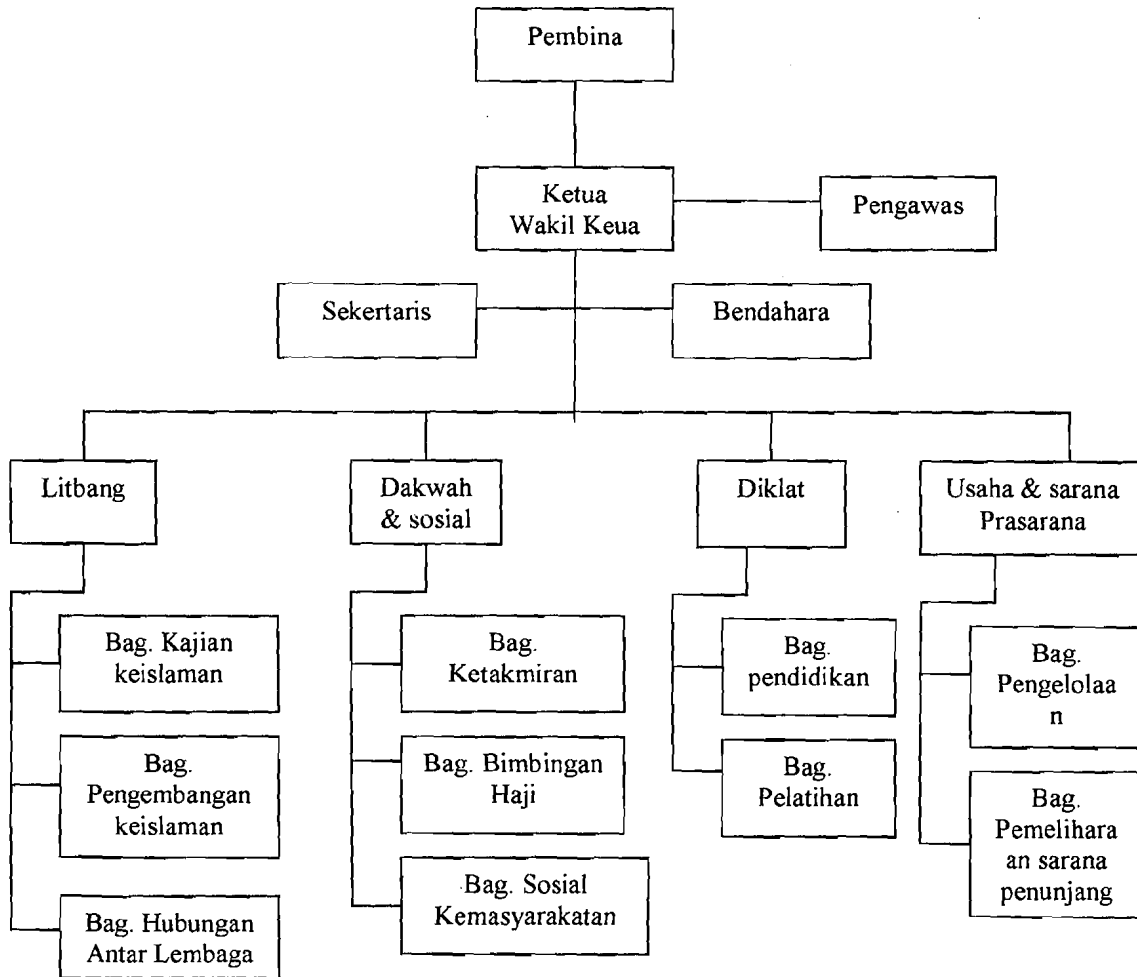 Pembina
Ketua
Wakil Keua
Pengawas
Sekertaris
Bendahara
Litbang
Dakwah
& sosial
Diklat
Usaha & sarana
Prasarana
Bag. Kajian
keislaman
Bag.
Pengembangan
keislaman
Bag. Hubungan
Antar Lembaga
Bag.
Ketakmiran
Bag. Bimbingan
Haji
Bag. Sosial
Kemasyarakatan
Bag.
pendidikan
Bag.
Pelatihan
Bag.
Pengelolaa
n
Bag.
Pemelihara
an sarana
penunjang